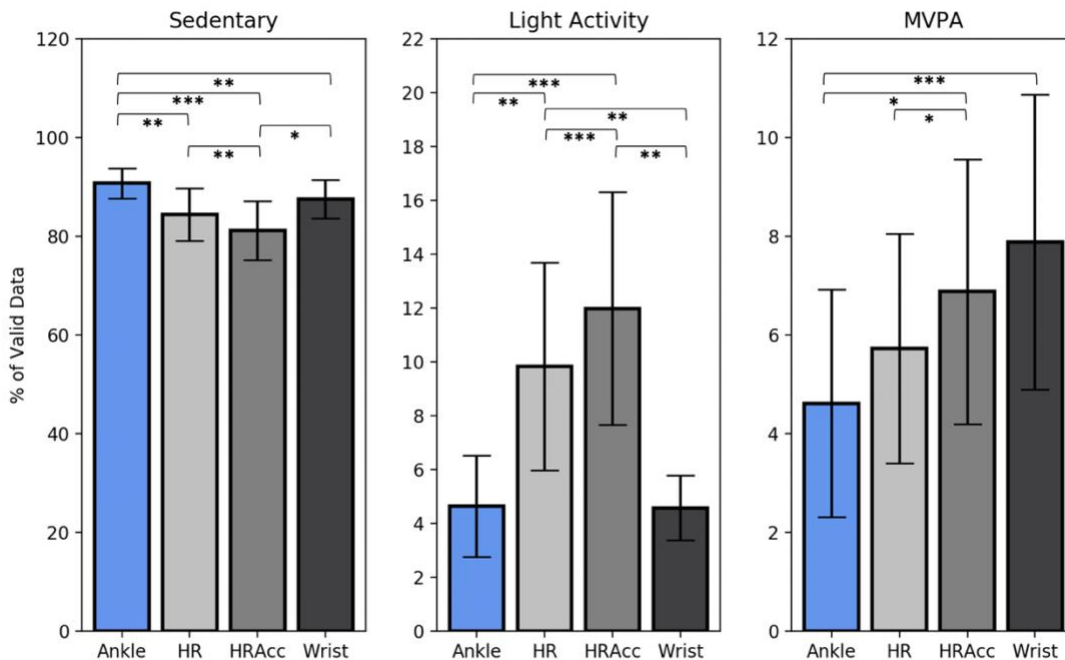 Sedentary
Light Activity
MVPA
% of Valid Data
120
100
80
60
40
20
0
**
***
**
*
**
Ankle
HR
HRAcc
Wrist
22
20
18
16
14
12
10
8
6
4
2
0
***
**
**
***
**
Ankle
HR
HRAcc
Wrist
12
10
8
6
4
2
0
***
*
*
Ankle
HR
HRAcc
Wrist